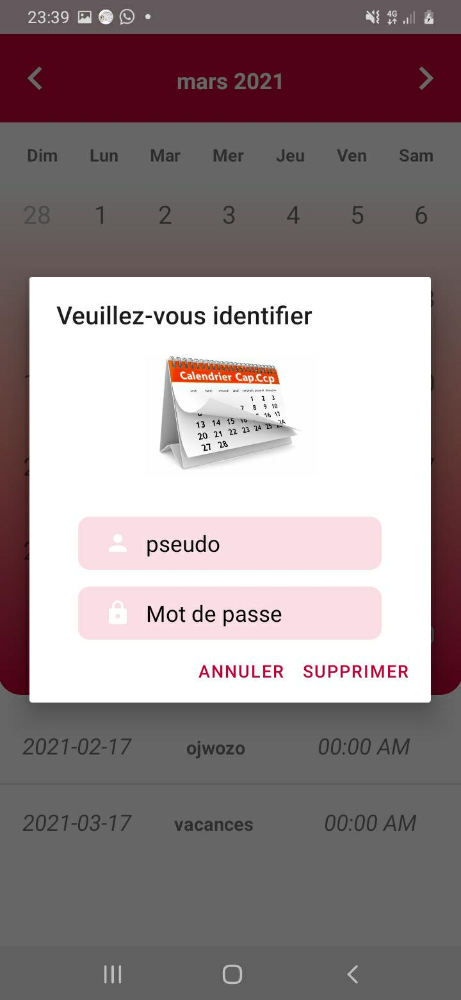 23:39
4G
mars 2021
Dim Lun Mar Mer Jeu Ven Sam
28 1 2 3 4 5 6
Veuillez-vous identifier
Calendrier Cap.Ccp
1 2 3
7 8 9 10
13 14 15 16 16 17
20 21 22 23 24 25
27 28
pseudo
Mot de passe
ANNULER SUPPRIMER
2021-02-17 ojwozo 00:00 AM
2021-03-17 vacances 00:00 AM